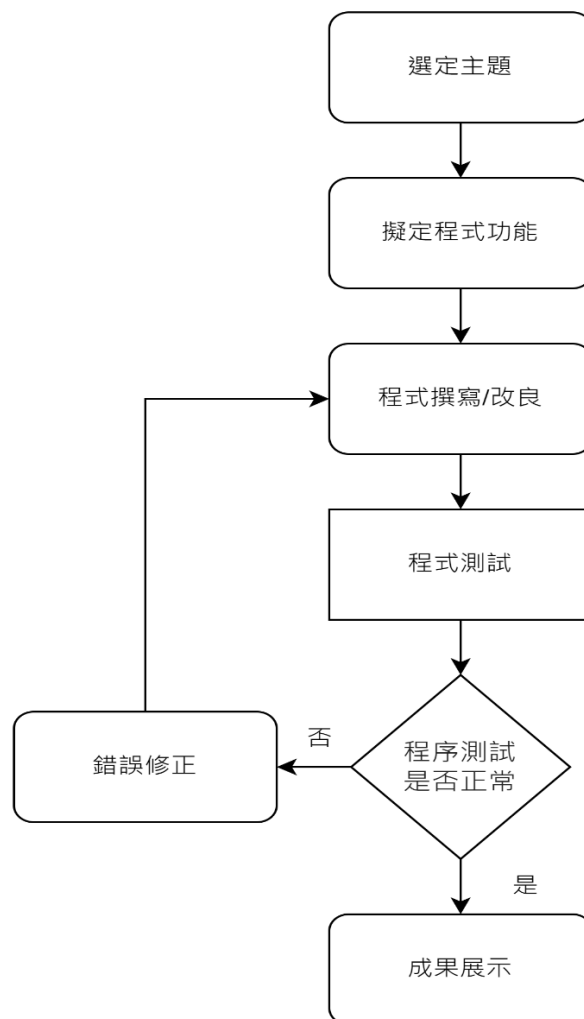 選定主題
擬定程式功能
程式撰寫/改良
程式測試
程序測試
是否正常
否
錯誤修正
是
成果展示